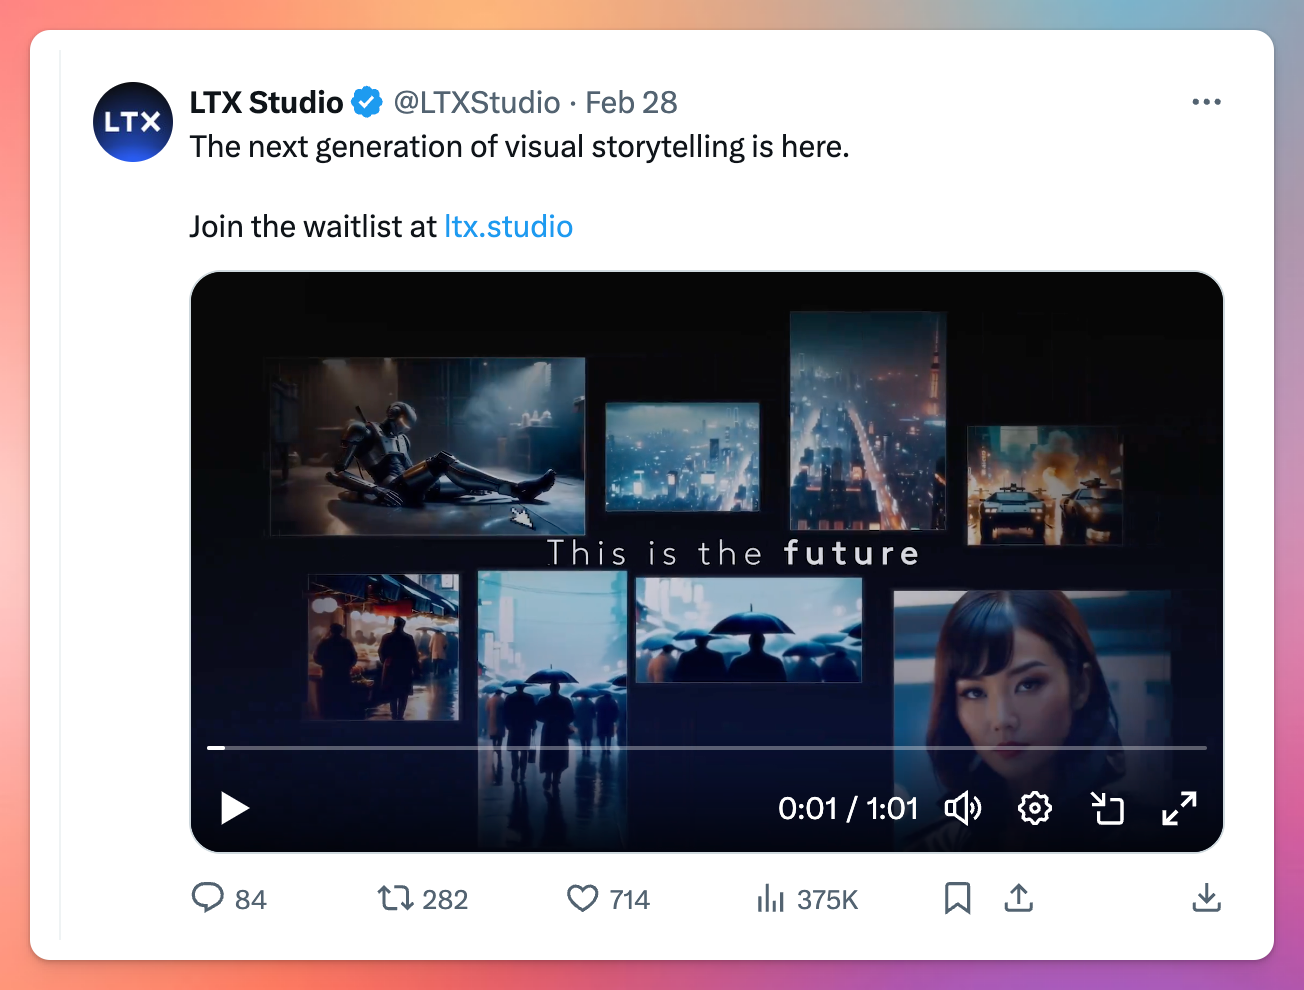 LTX
LTX Studio @LTXStudio · Feb 28
The next generation of visual storytelling is here.
Join the waitlist at ltx.studio
This is the future
0:01 / 1:01
84 282 714 375K